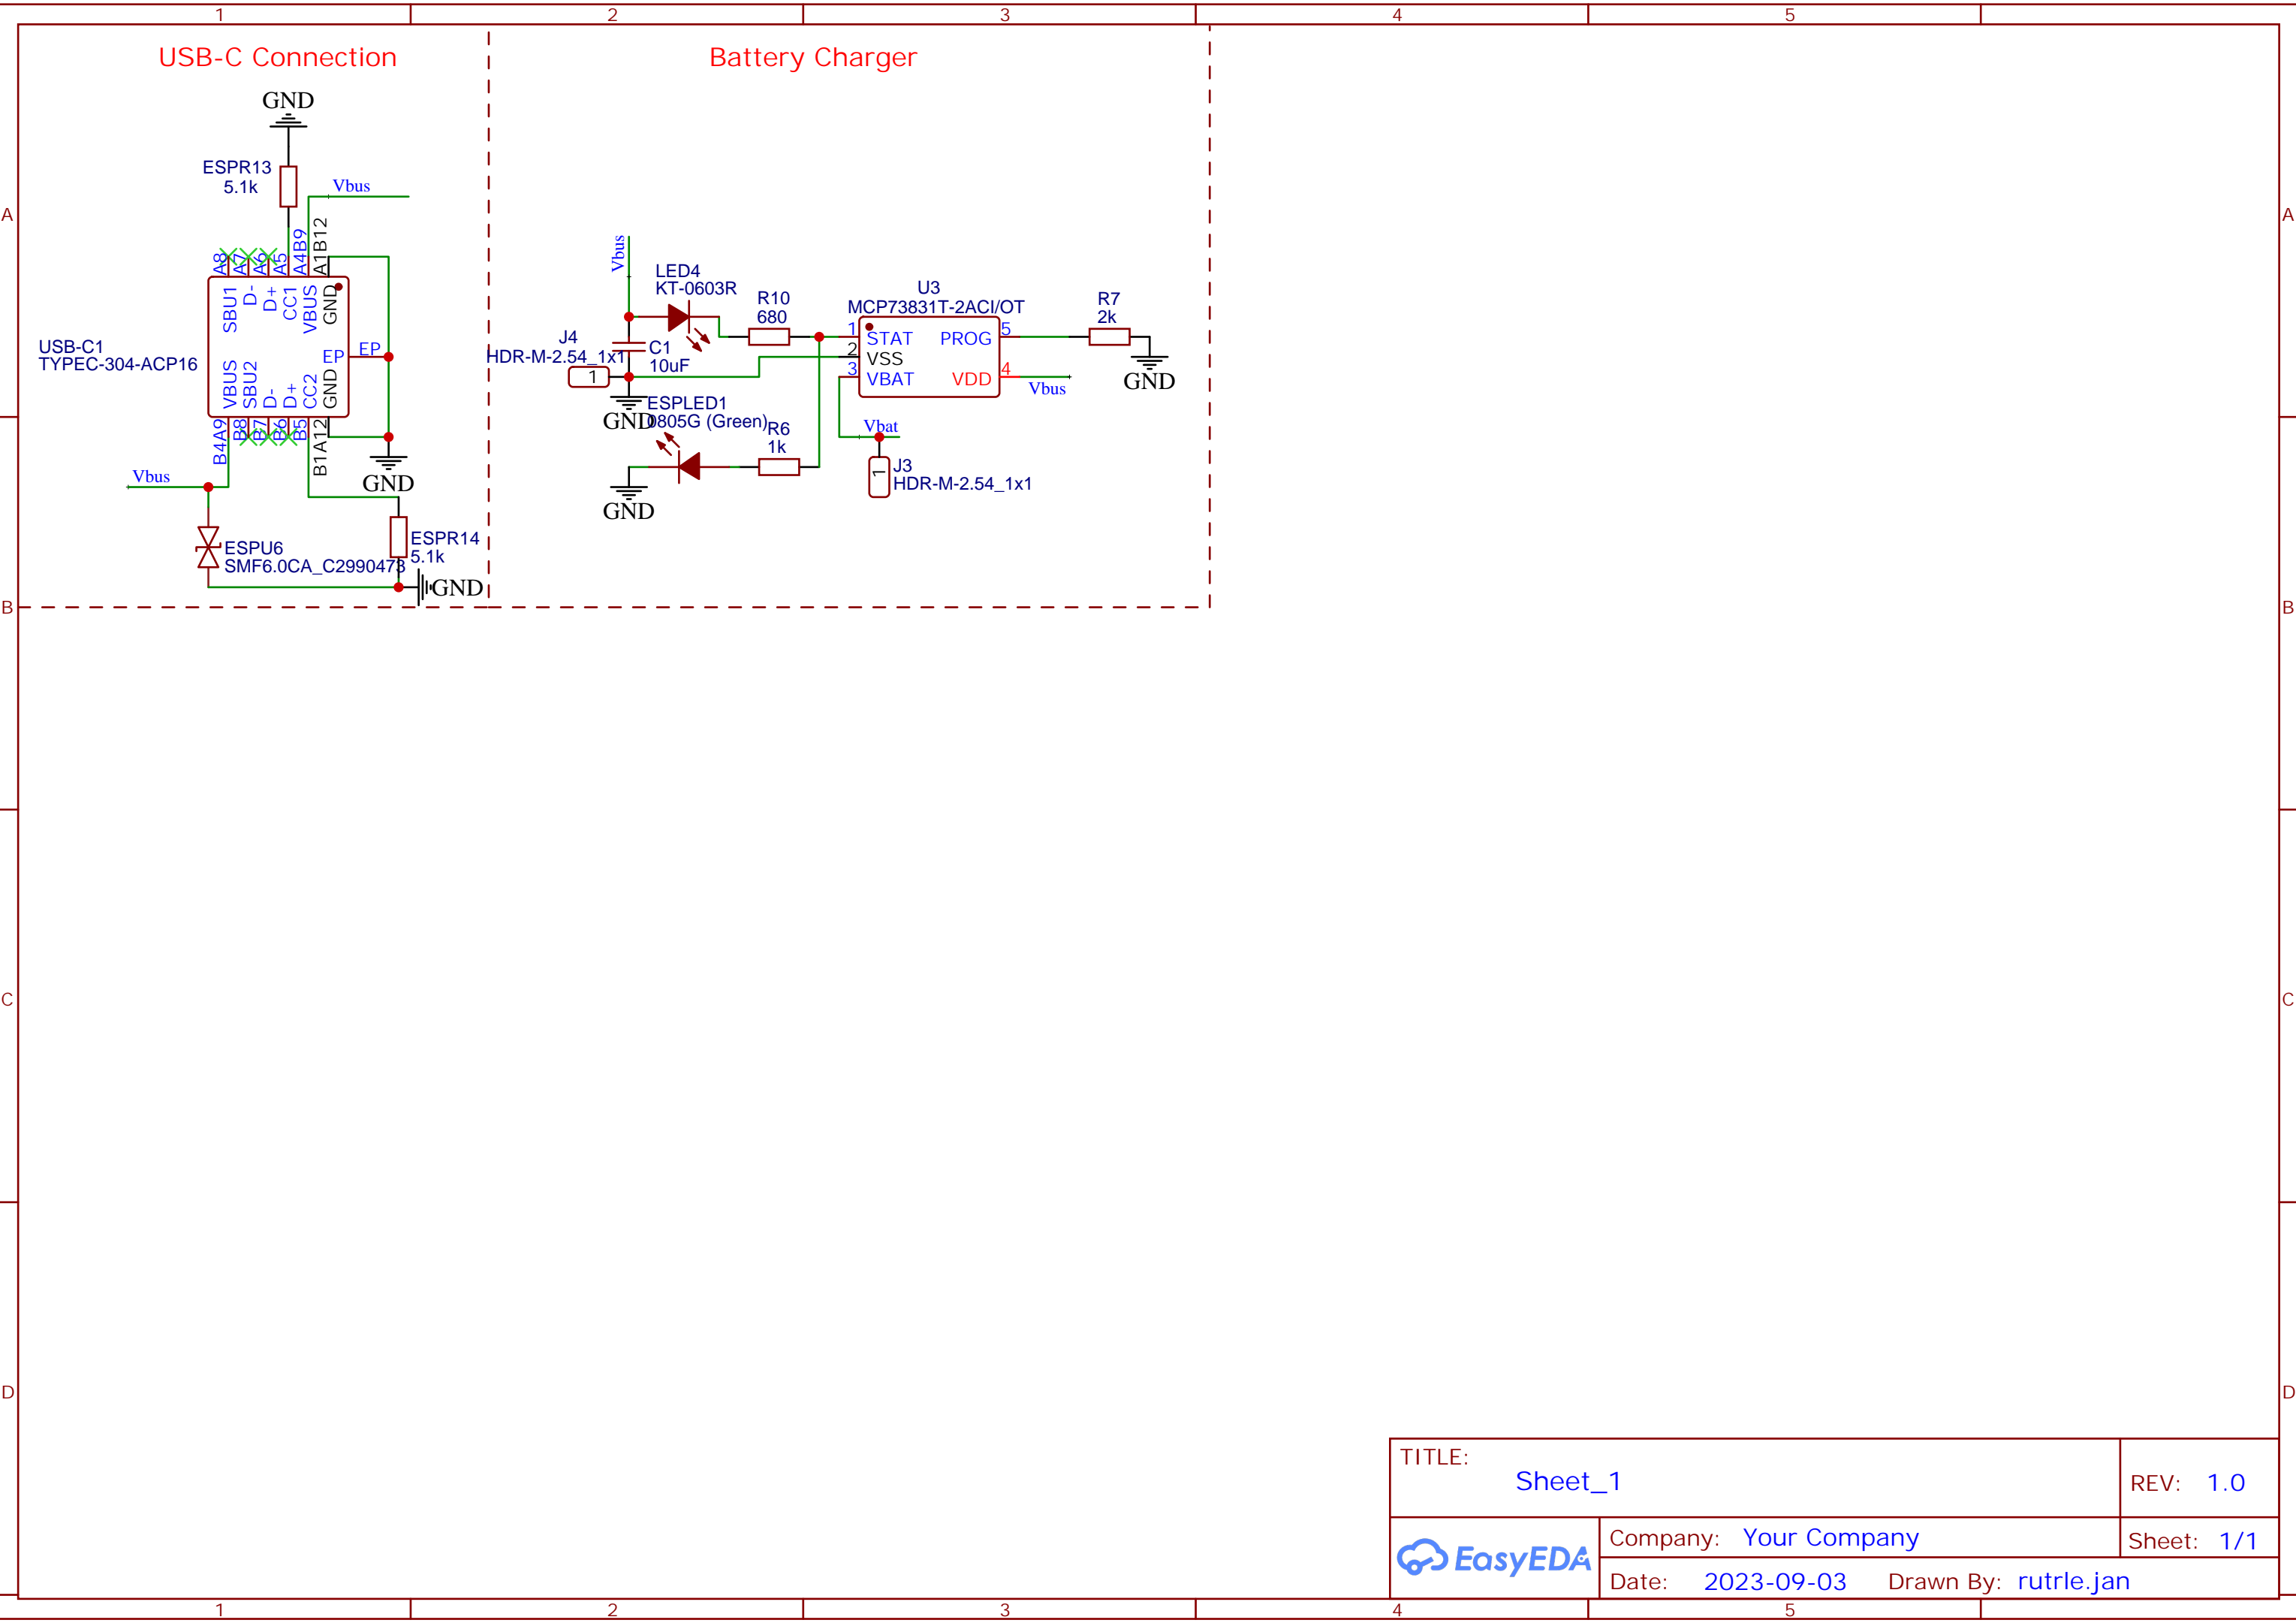 1 2 3 4 5
USB-C Connection
Battery Charger
GND
ESPR13
5.1k
Vbus
A
A
A8 A7 A6 A5 A4B9 A1B12
SBU1 D- D+ CC1 VBUS GND
USB-C1
TYPEC-304-ACP16
EP EP
VBUS SBU2 D- D+ CC2 GND
B4A9 B8 B7 B6 B5 B1A12
Vbus
GND
ESPU6
SMF6.0CA_C2990473
ESPR14
5.1k
GND
Vbus
LED4
KT-0603R
R10
680
J4
HDR-M-2.54_1x1
1
C1
10uF
GND
U3
MCP73831T-2ACI/OT
1 STAT PROG 5
2 VSS
3 VBAT VDD 4
R7
2k
GND
Vbus
ESPLED1
0805G (Green)
R6
1k
GND
Vbat
1
J3
HDR-M-2.54_1x1
B
B
C
C
D
D
TITLE:
Sheet_1
REV: 1.0
EasyEDA
Company: Your Company
Sheet: 1/1
Date: 2023-09-03 Drawn By: rutrle.jan
1 2 3 4 5